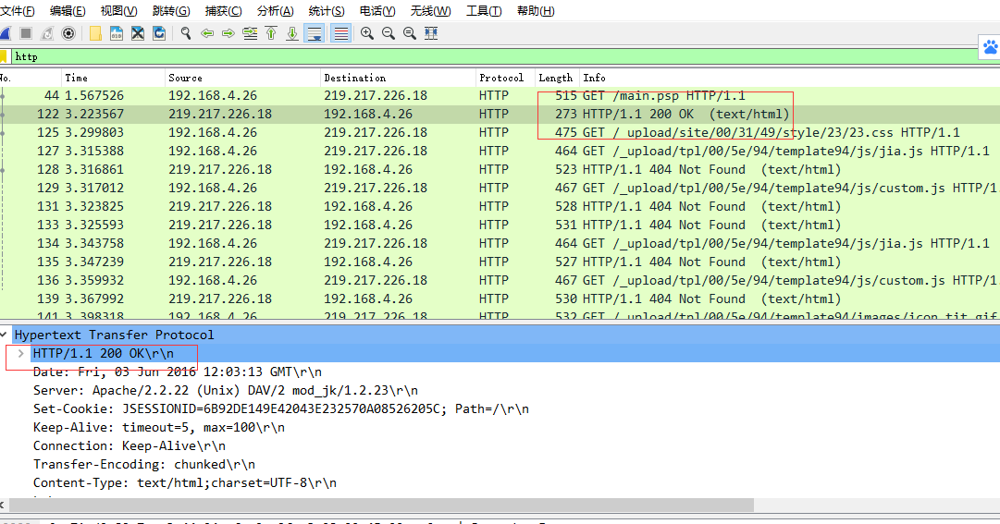 文件(F) 编辑(E) 视图(V) 跳转(G) 捕获(C) 分析(A) 统计(S) 电话(Y) 无线(W) 工具(T) 帮助(H)
http
No. Time Source Destination Protocol Length Info
44 1.567526 192.168.4.26 219.217.226.18 HTTP 515 GET /main.psp HTTP/1.1
122 3.223567 219.217.226.18 192.168.4.26 HTTP 273 HTTP/1.1 200 OK (text/html)
125 3.299803 192.168.4.26 219.217.226.18 HTTP 475 GET /_upload/site/00/31/49/style/23/23.css HTTP/1.1
127 3.315388 192.168.4.26 219.217.226.18 HTTP 464 GET /_upload/tpl/00/5e/94/template94/js/jia.js HTTP/1.1
128 3.316861 219.217.226.18 192.168.4.26 HTTP 523 HTTP/1.1 404 Not Found (text/html)
129 3.317012 192.168.4.26 219.217.226.18 HTTP 467 GET /_upload/tpl/00/5e/94/template94/js/custom.js HTTP/1.
131 3.323825 219.217.226.18 192.168.4.26 HTTP 528 HTTP/1.1 404 Not Found (text/html)
133 3.325593 219.217.226.18 192.168.4.26 HTTP 531 HTTP/1.1 404 Not Found (text/html)
134 3.343758 192.168.4.26 219.217.226.18 HTTP 464 GET /_upload/tpl/00/5e/94/template94/js/jia.js HTTP/1.1
135 3.347239 219.217.226.18 192.168.4.26 HTTP 527 HTTP/1.1 404 Not Found (text/html)
136 3.359932 192.168.4.26 219.217.226.18 HTTP 467 GET /_upload/tpl/00/5e/94/template94/js/custom.js HTTP/1.
139 3.367992 219.217.226.18 192.168.4.26 HTTP 530 HTTP/1.1 404 Not Found (text/html)
141 3.398318 192.168.4.26 219.217.226.18 HTTP 532 GET /_upload/tpl/00/5e/94/template94/images/icon_tit.gif
Hypertext Transfer Protocol
HTTP/1.1 200 OK\r\n
Date: Fri, 03 Jun 2016 12:03:13 GMT\r\n
Server: Apache/2.2.22 (Unix) DAV/2 mod_jk/1.2.23\r\n
Set-Cookie: JSESSIONID=6B92DE149E42043E232570A08526205C; Path=/\r\n
Keep-Alive: timeout=5, max=100\r\n
Connection: Keep-Alive\r\n
Transfer-Encoding: chunked\r\n
Content-Type: text/html;charset=UTF-8\r\n